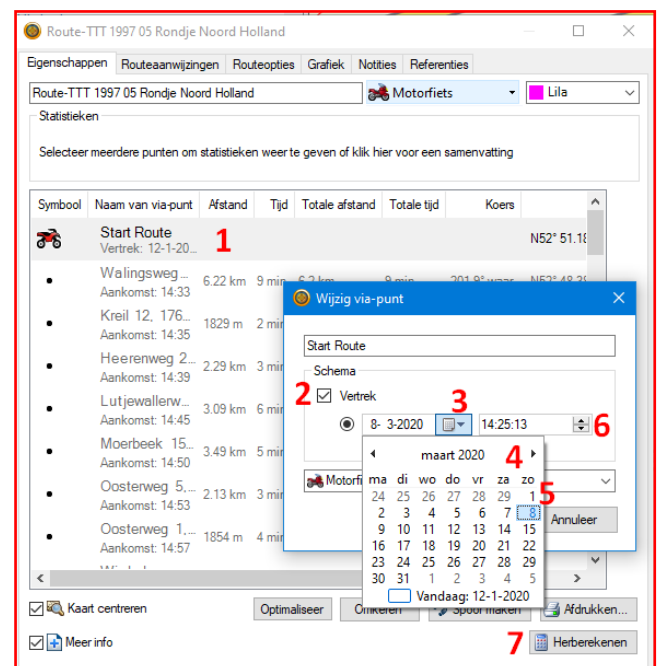 Route-TTT 1997 05 Rondje Noord Holland
Eigenschappen Routeaanwijzingen Routeopties Grafiek Notities Referenties
Route-TTT 1997 05 Rondje Noord Holland Motorfiets Lila
Statistieken
Selecteer meerdere punten om statistieken weer te geven of klik hier voor een samenvatting
Symbool Naam van via-punt Afstand Tijd Totale afstand Totale tijd Koers
Start Route
Vertrek: 12-1-20... 1 N52° 51.18
Walingsweg...
6.22 km 9 min 6.2 km 9 min 201.9° waar
Aankomst: 14:33
Kreil 12, 176...
1829 m 2 min
Aankomst: 14:35
Heerenweg 2...
2.29 km 3 min
Aankomst: 14:39
Lutjewallerw...
3.09 km 6 min
Aankomst: 14:45
Moerbeek 15...
3.49 km 5 min
Aankomst: 14:50
Oosterweg 5,...
2.13 km 3 min
Aankomst: 14:53
Oosterweg 1,...
1854 m 4 min
Aankomst: 14:57
Wijzig via-punt
Start Route
Schema
2 Vertrek
3
8- 3-2020 14:25:13 6
maart 2020 4
Motorfi
ma di wo do vr za zo
24 25 26 27 28 29 1 5
2 3 4 5 6 7 8
9 10 11 12 13 14 15
16 17 18 19 20 21 22
23 24 25 26 27 28 29
30 31 1 2 3 4 5
Vandaag: 12-1-2020
Annuleer
Kaart centreren Optimaliseer Omkeren Spoor maken Afdrukken...
Meer info 7 Herberekenen